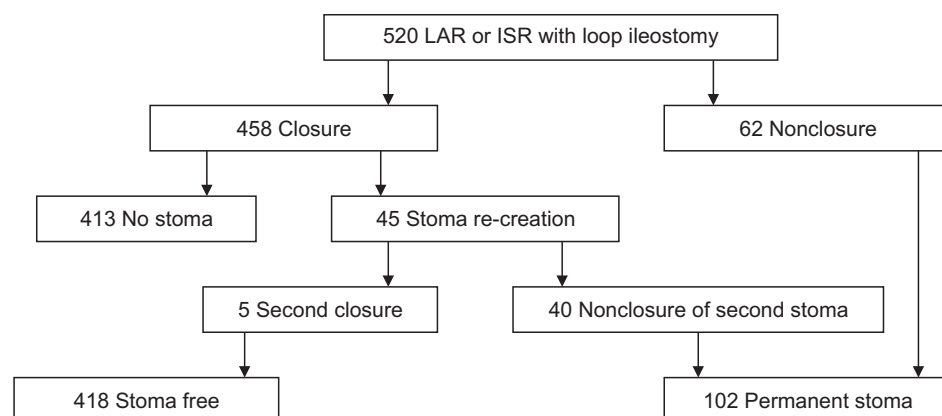 520 LAR or ISR with loop ileostomy
458 Closure
62 Nonclosure
413 No stoma
45 Stoma re-creation
5 Second closure
40 Nonclosure of second stoma
418 Stoma free
102 Permanent stoma